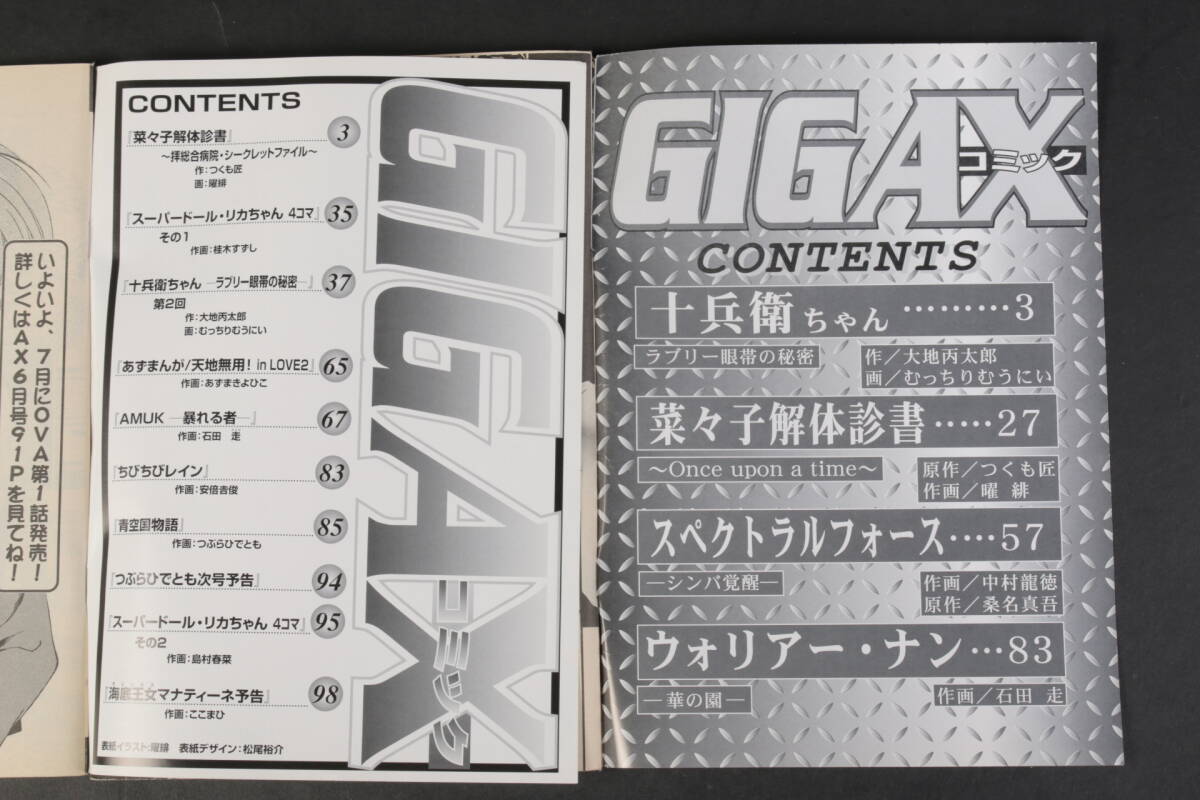 いよいよ、7月にOVA第1話発売!
詳しくはAX6月号91Pを見てね!
CONTENTS
『菜々子解体診書』 3
〜拝総合病院・シークレットファイル〜
作:つくも匠
画:曜緋
『スーパードール・リカちゃん 4コマ』 35
その1
作画:桂木すずし
『十兵衛ちゃん ―ラブリー眼帯の秘密―』 37
第2回
作:大地丙太郎
画:むっちりむうにい
『あずまんが/天地無用! in LOVE2』 65
作画:あずまきよひこ
『AMUK ―暴れる者―』 67
作画:石田 走
『ちびちびレイン』 83
作画:安倍吉俊
『青空国物語』 85
作画:つぶらひでとも
『つぶらひでとも次号予告』 94
『スーパードール・リカちゃん 4コマ』 95
その2
作画:島村春菜
『海底王女マナティーネ予告』 98
作画:ここまひ
表紙イラスト:曜緋 表紙デザイン:松尾裕介
GIGAX
コミック
GIGAX
コミック
CONTENTS
十兵衛ちゃん………3
ラブリー眼帯の秘密
作/大地丙太郎
画/むっちりむうにい
菜々子解体診書……27
〜Once upon a time〜
原作/つくも匠
作画/曜 緋
スペクトラルフォース‥‥57
―シンバ覚醒―
作画/中村龍徳
原作/桑名真吾
ウォリアー・ナン…83
―華の園―
作画/石田 走